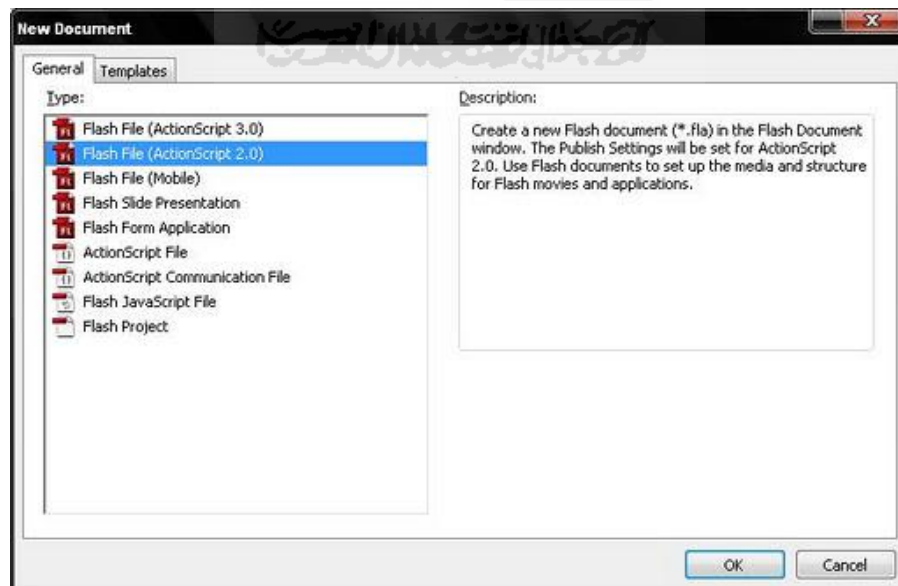 New Document
General
Templates
Type:
Flash File (ActionScript 3.0)
Flash File (ActionScript 2.0)
Flash File (Mobile)
Flash Slide Presentation
Flash Form Application
ActionScript File
ActionScript Communication File
Flash JavaScript File
Flash Project
Description:
Create a new Flash document (*.fla) in the Flash Document
window. The Publish Settings will be set for ActionScript
2.0. Use Flash documents to set up the media and structure
for Flash movies and applications.
OK
Cancel